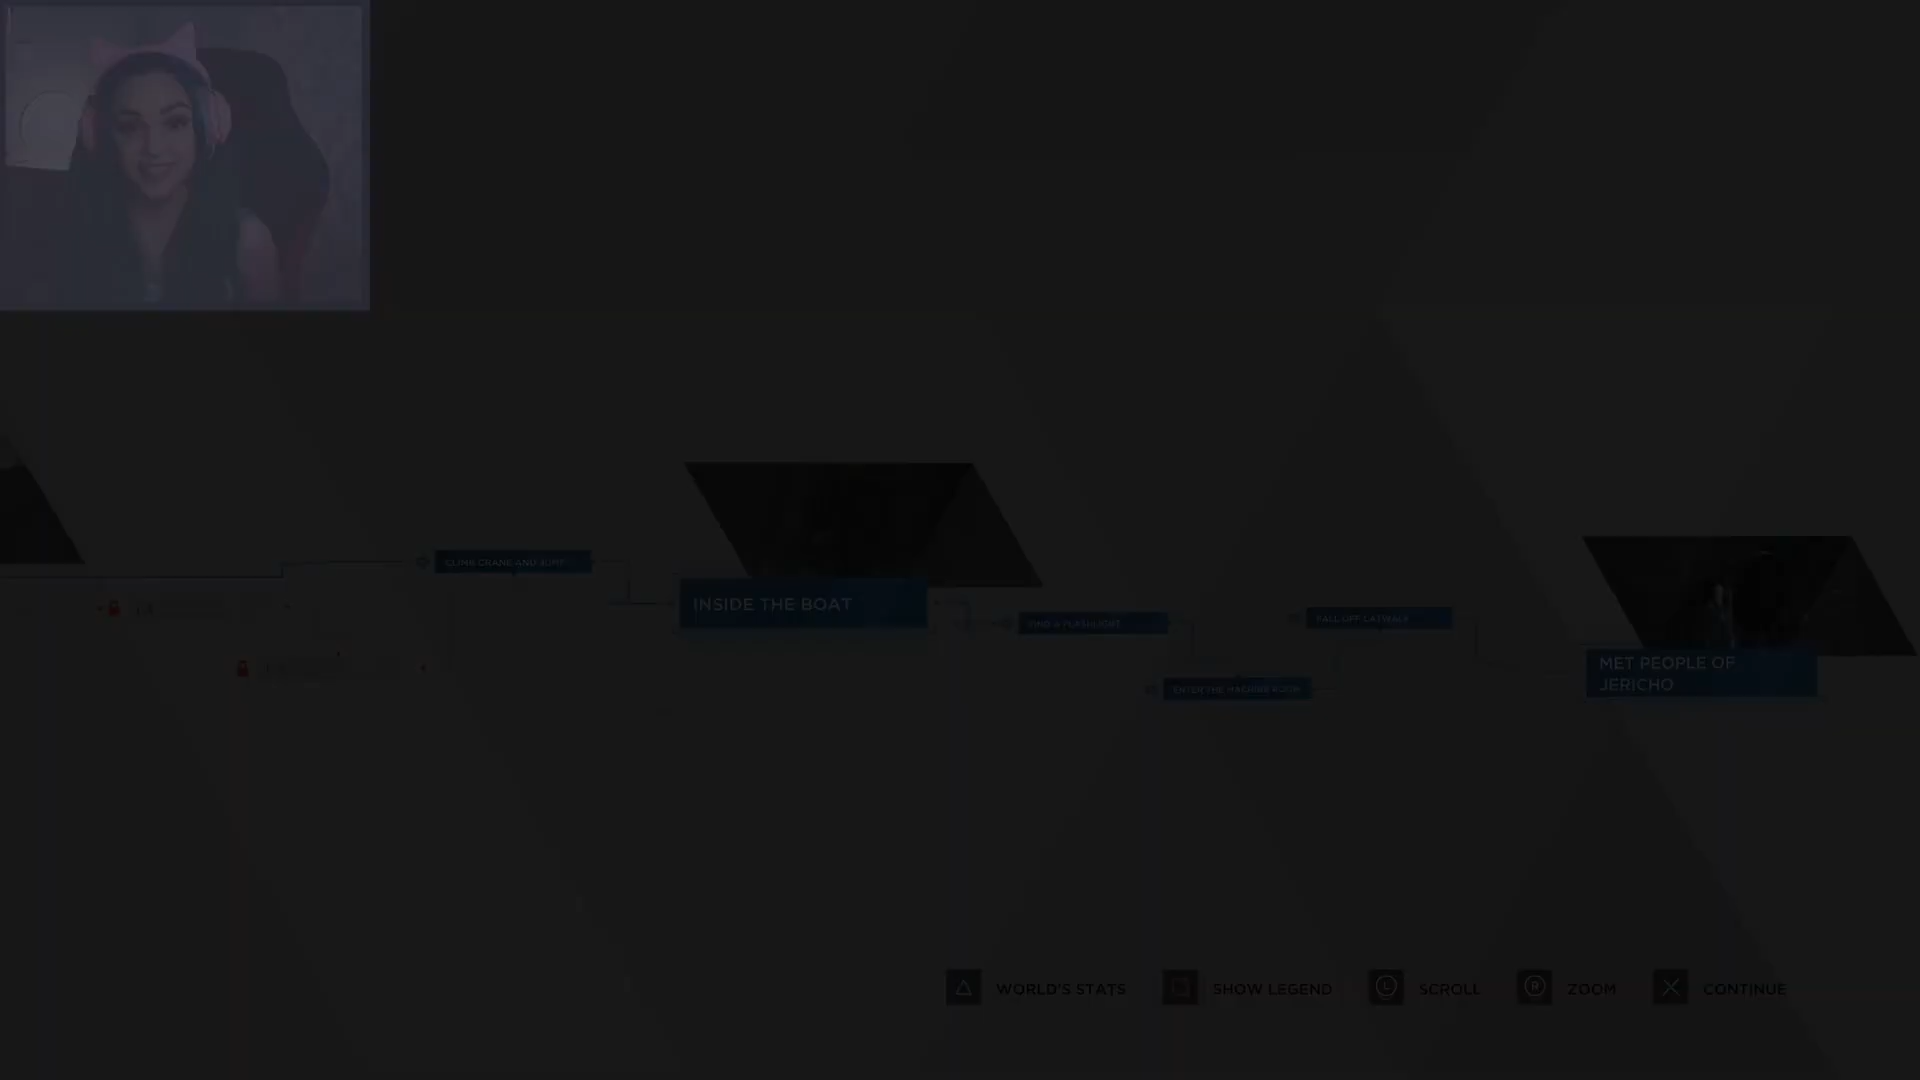 CLIMB CRANE AND JUMP
INSIDE THE BOAT
FIND A FLASHLIGHT
FALL OFF CATWALK
ENTER THE MACHINE ROOM
MET PEOPLE OF
JERICHO
WORLD'S STATS
SHOW LEGEND
L
SCROLL
R
ZOOM
CONTINUE